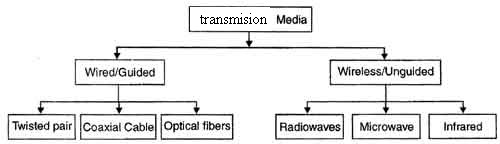 transmision Media
Wired/Guided
Wireless/Unguided
Twisted pair
Coaxial Cable
Optical fibers
Radiowaves
Microwave
Infrared